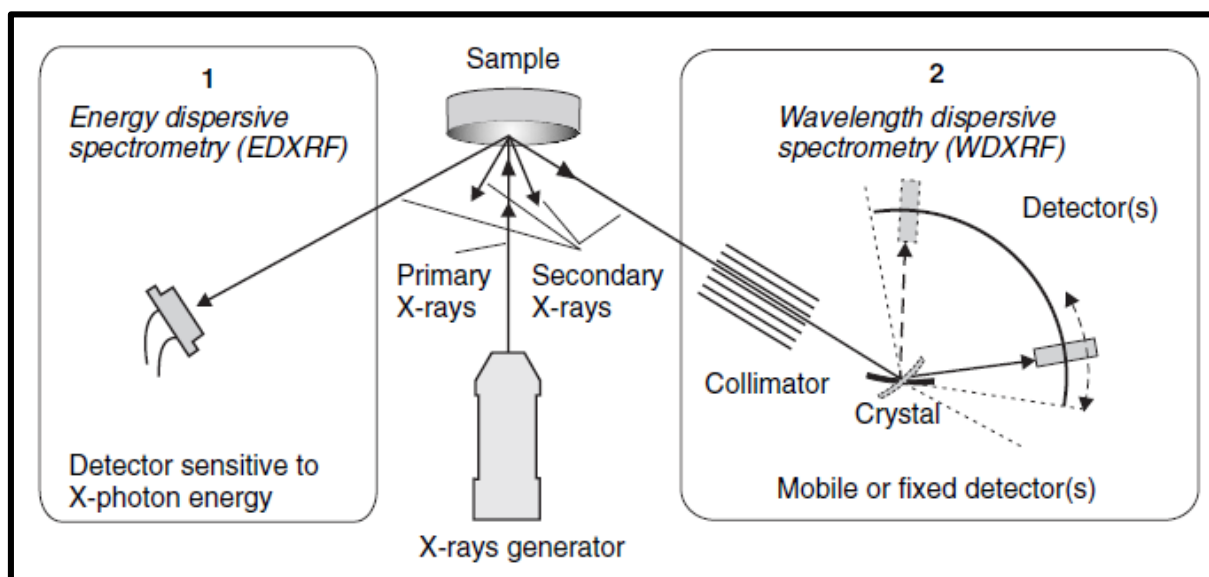 1
Energy dispersive
spectrometry (EDXRF)
Detector sensitive to
X-photon energy
Sample
Primary
X-rays
Secondary
X-rays
X-rays generator
2
Wavelength dispersive
spectrometry (WDXRF)
Detector(s)
Collimator
Crystal
Mobile or fixed detector(s)